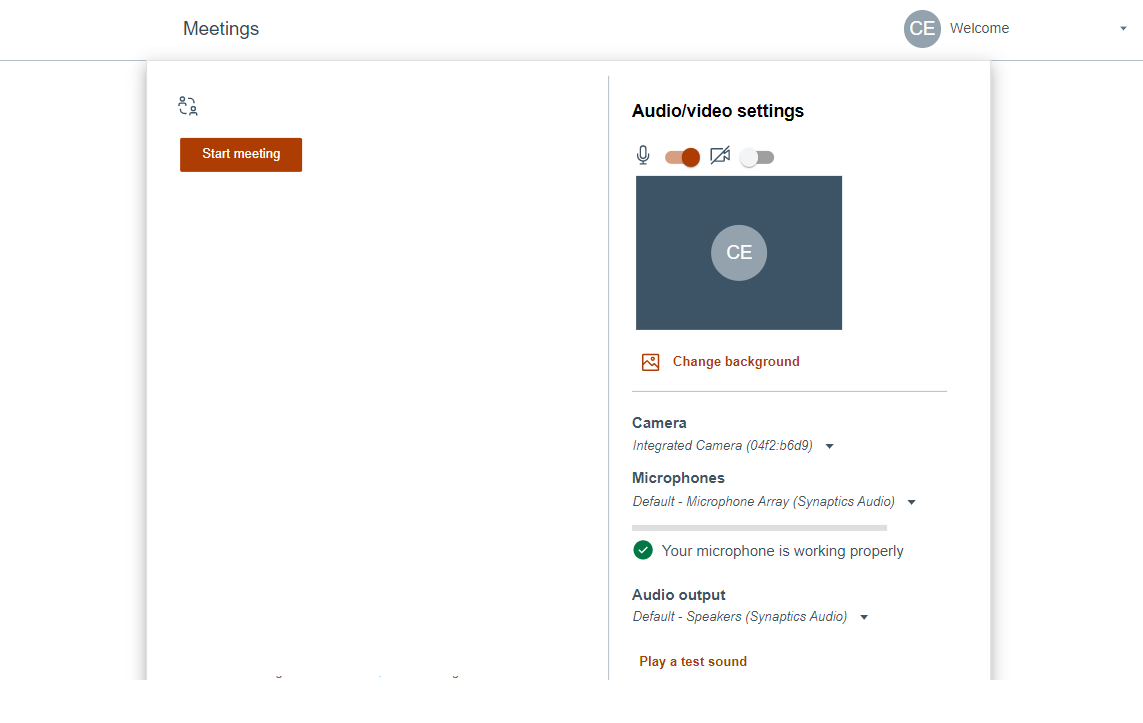 Meetings
CE Welcome
Start meeting
Audio/video settings
CE
Change background
Camera
Integrated Camera (04f2:b6d9)
Microphones
Default - Microphone Array (Synaptics Audio)
Your microphone is working properly
Audio output
Default - Speakers (Synaptics Audio)
Play a test sound